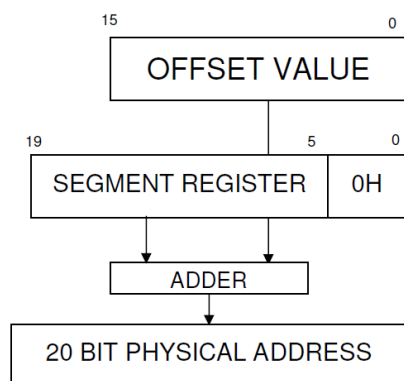 15 0
OFFSET VALUE
19 5 0
SEGMENT REGISTER 0H
ADDER
20 BIT PHYSICAL ADDRESS